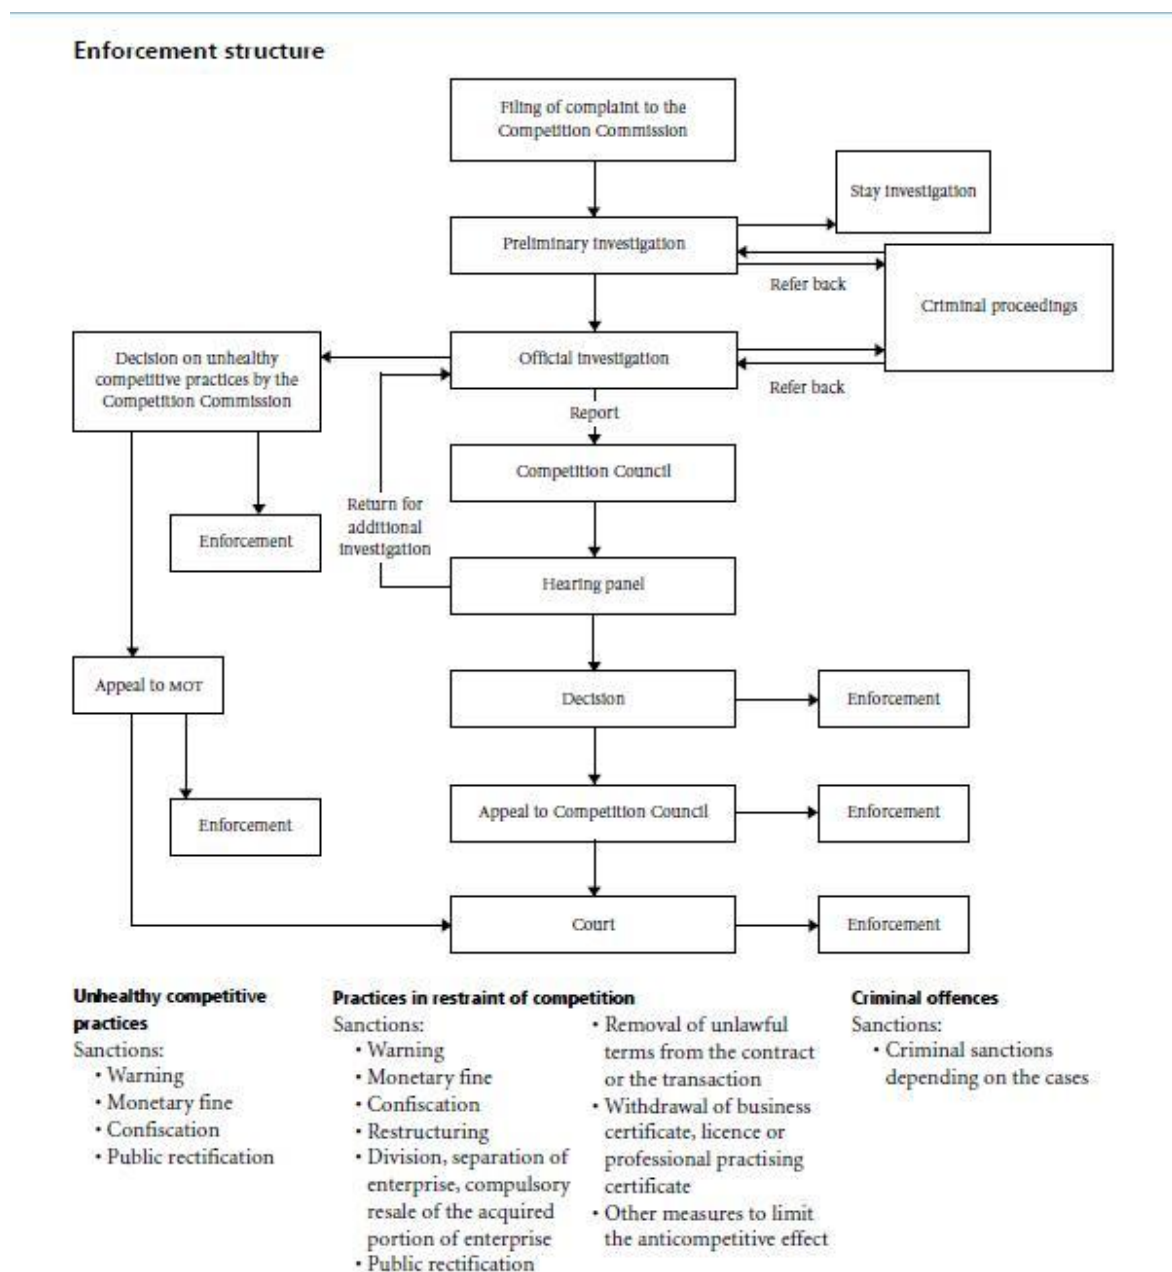 Enforcement structure
Filing of complaint to the
Competition Commission
Stay investigation
Preliminary investigation
Refer back
Criminal proceedings
Decision on unhealthy
competitive practices by the
Competition Commission
Official investigation
Refer back
Report
Competition Council
Return for
additional
investigation
Enforcement
Hearing panel
Appeal to MOT
Decision
Enforcement
Enforcement
Appeal to Competition Council
Enforcement
Court
Enforcement
Unhealthy competitive
practices
Sanctions:
• Warning
• Monetary fine
• Confiscation
• Public rectification
Practices in restraint of competition
Sanctions:
• Warning
• Monetary fine
• Confiscation
• Restructuring
• Division, separation of
enterprise, compulsory
resale of the acquired
portion of enterprise
• Public rectification
• Removal of unlawful
terms from the contract
or the transaction
• Withdrawal of business
certificate, licence or
professional practising
certificate
• Other measures to limit
the anticompetitive effect
Criminal offences
Sanctions:
• Criminal sanctions
depending on the cases